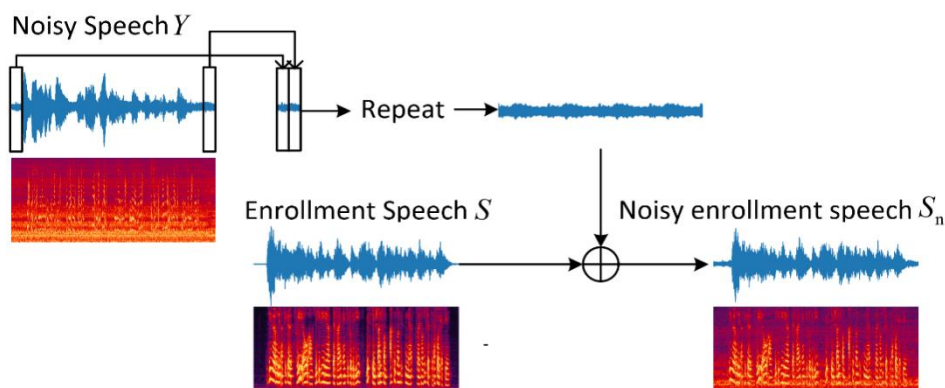 Noisy Speech Y
Repeat
Enrollment Speech S
Noisy enrollment speech Sₙ
-